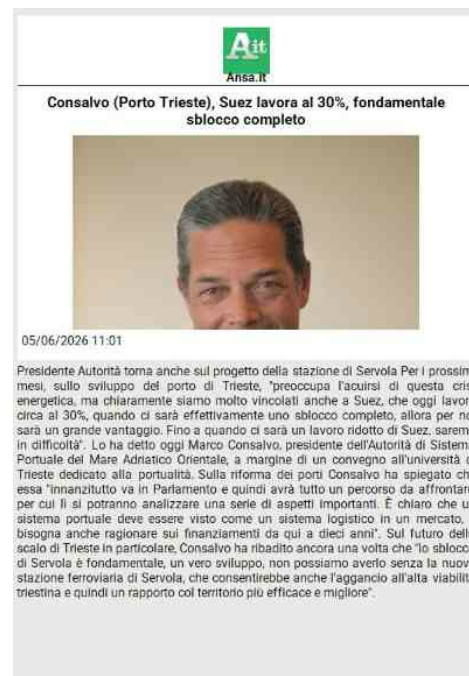 Ait
Ansa.it
Consalvo (Porto Trieste), Suez lavora al 30%, fondamentale
sblocco completo
05/06/2026 11:01
Presidente Autorità torna anche sul progetto della stazione di Servola Per i prossim
mesi, sullo sviluppo del porto di Trieste, "preoccupa l'acuirsi di questa cris
energetica, ma chiaramente siamo molto vincolati anche a Suez, che oggi lavor
circa al 30%, quando ci sarà effettivamente uno sblocco completo, allora per no
sarà un grande vantaggio. Fino a quando ci sarà un lavoro ridotto di Suez, sarem
in difficoltà". Lo ha detto oggi Marco Consalvo, presidente dell'Autorità di Sistem
Portuale del Mare Adriatico Orientale, a margine di un convegno all'università d
Trieste dedicato alla portualità. Sulla riforma dei porti Consalvo ha spiegato ch
essa "innanzitutto va in Parlamento e quindi avrà tutto un percorso da affrontare
per cui lì si potranno analizzare una serie di aspetti importanti. È chiaro che u
sistema portuale deve essere visto come un sistema logistico in un mercato,
bisogna anche ragionare sui finanziamenti da qui a dieci anni". Sul futuro dell
scalo di Trieste in particolare, Consalvo ha ribadito ancora una volta che "lo sblocc
di Servola è fondamentale, un vero sviluppo, non possiamo averlo senza la nuov
stazione ferroviaria di Servola, che consentirebbe anche l'aggancio all'alta viabilit
triestina e quindi un rapporto col territorio più efficace e migliore".